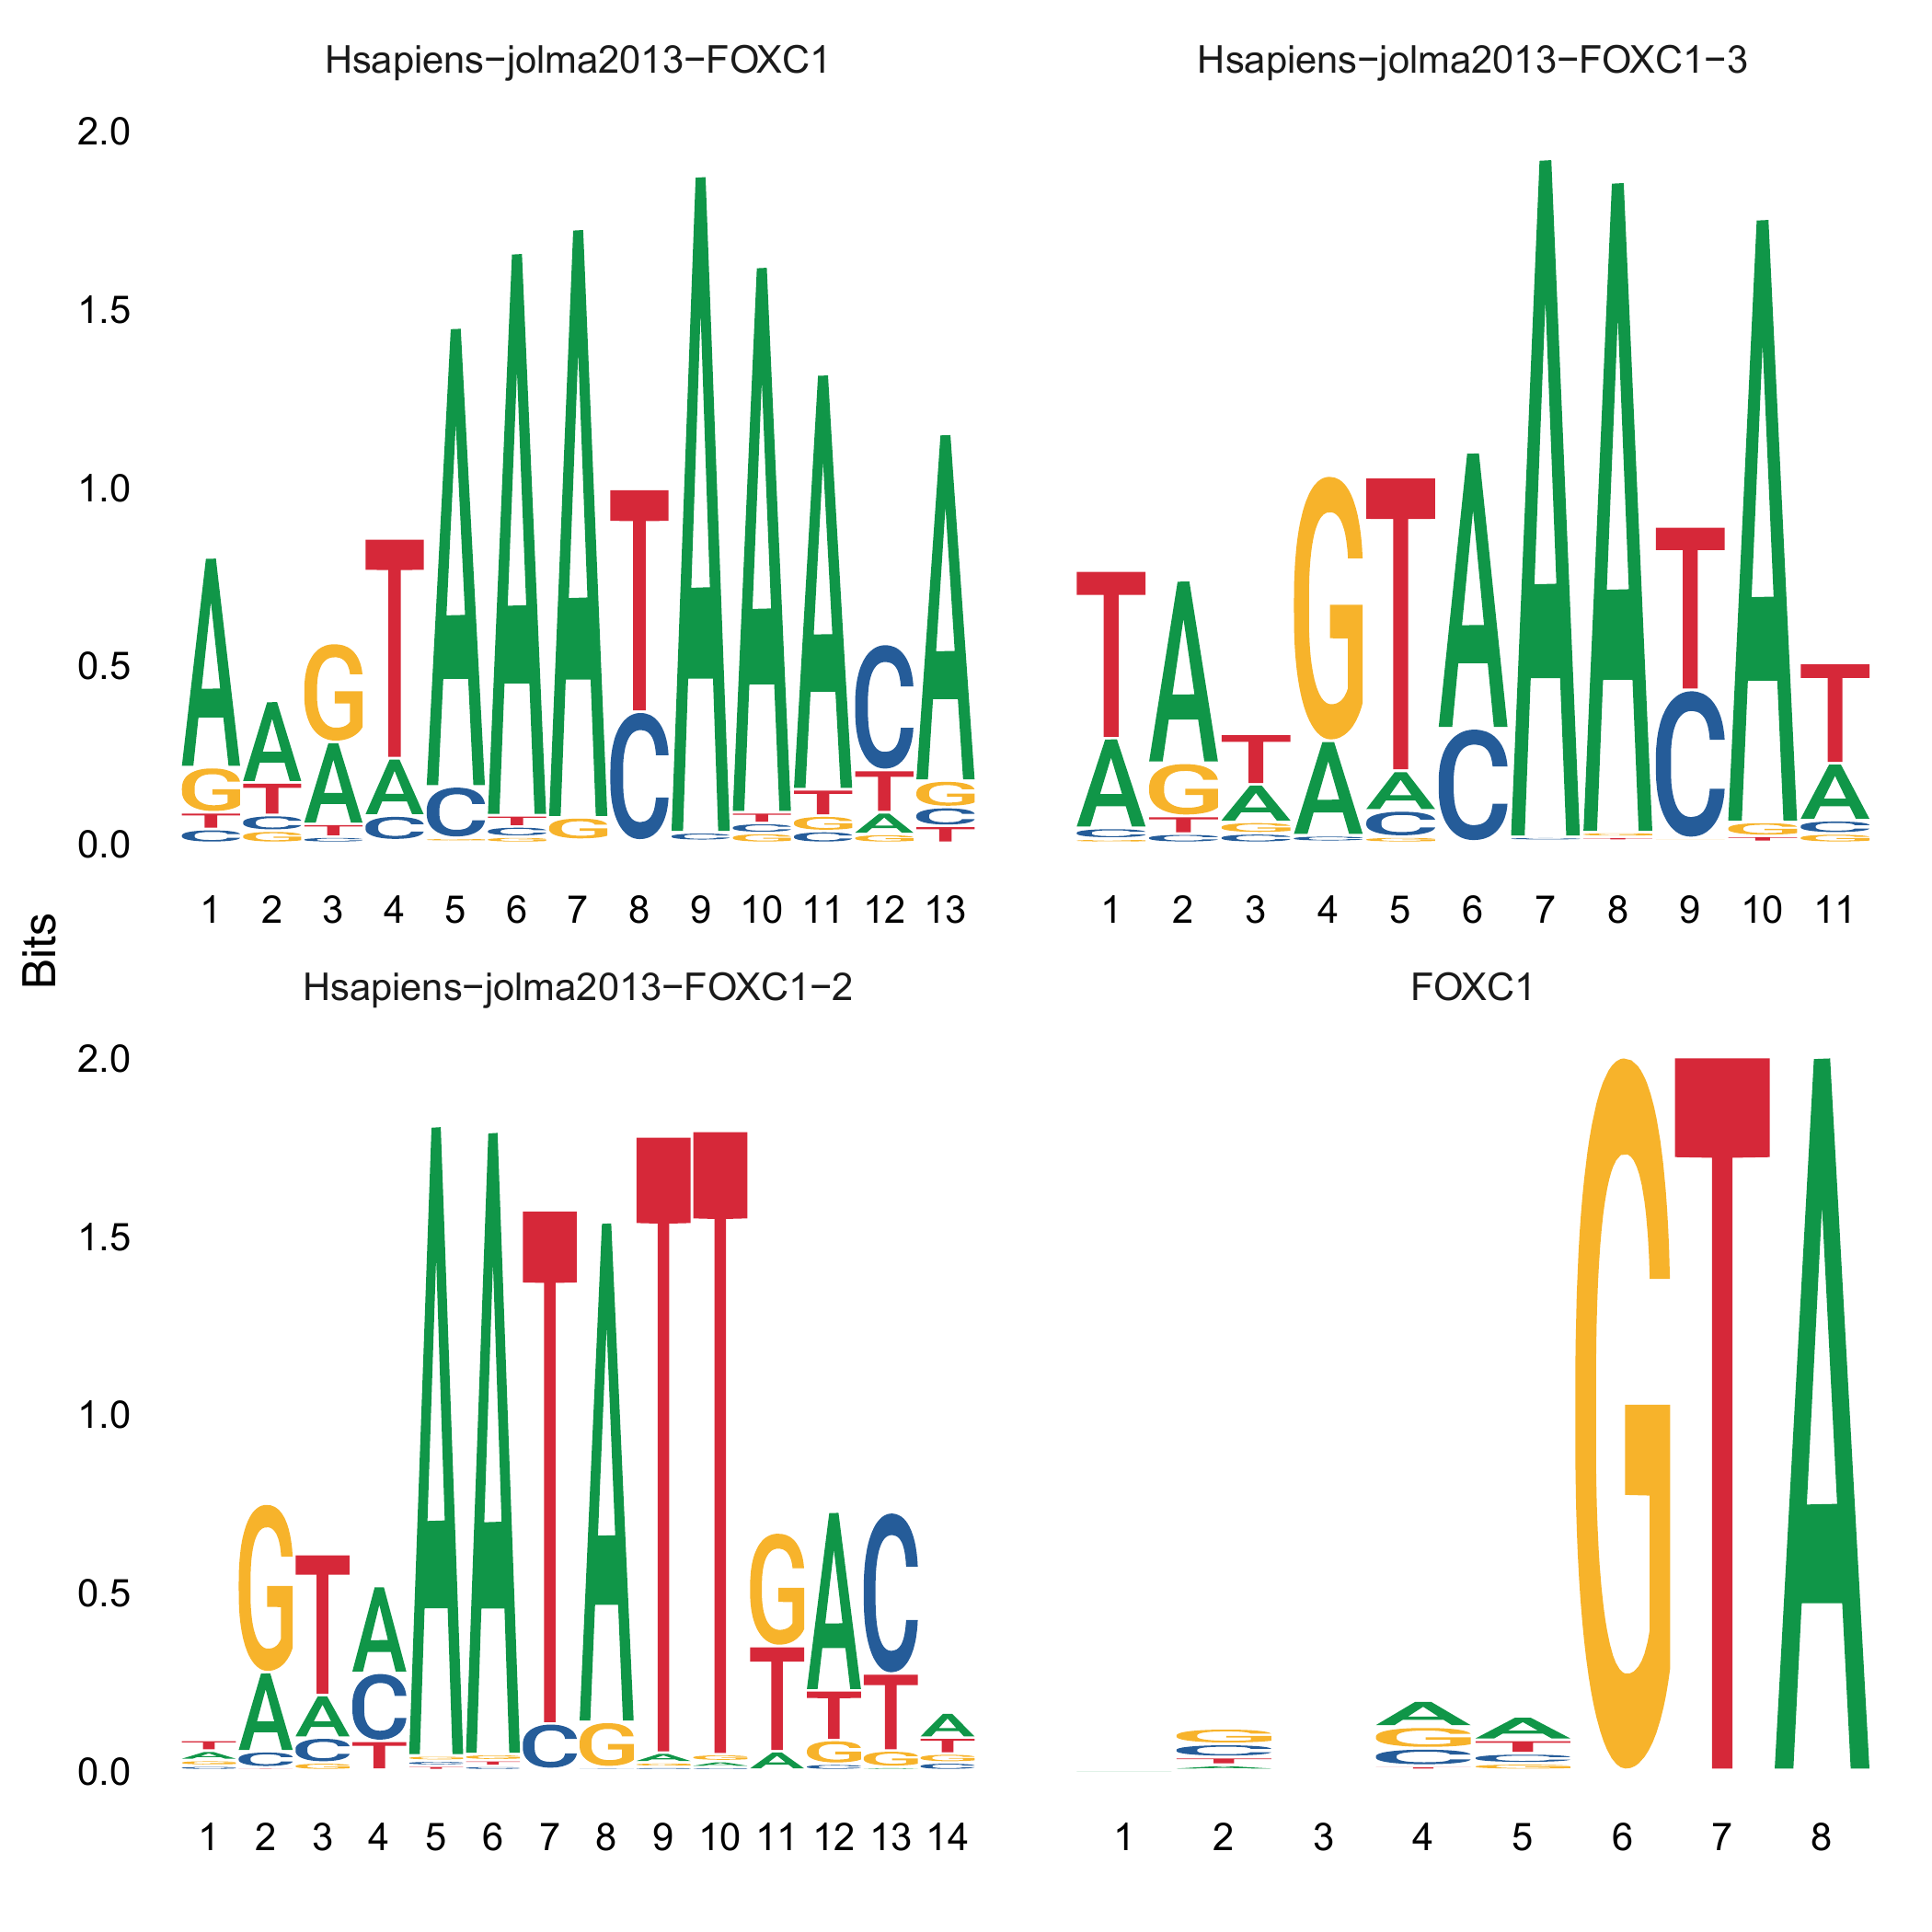 Hsapiens−jolma2013−FOXC1
Hsapiens−jolma2013−FOXC1−3
2.0
1.5
1.0
0.5
0.0
1 2 3 4 5 6 7 8 9 10 11 12 13
1 2 3 4 5 6 7 8 9 10 11
Bits
Hsapiens−jolma2013−FOXC1−2
FOXC1
2.0
1.5
1.0
0.5
0.0
1 2 3 4 5 6 7 8 9 10 11 12 13 14
1 2 3 4 5 6 7 8